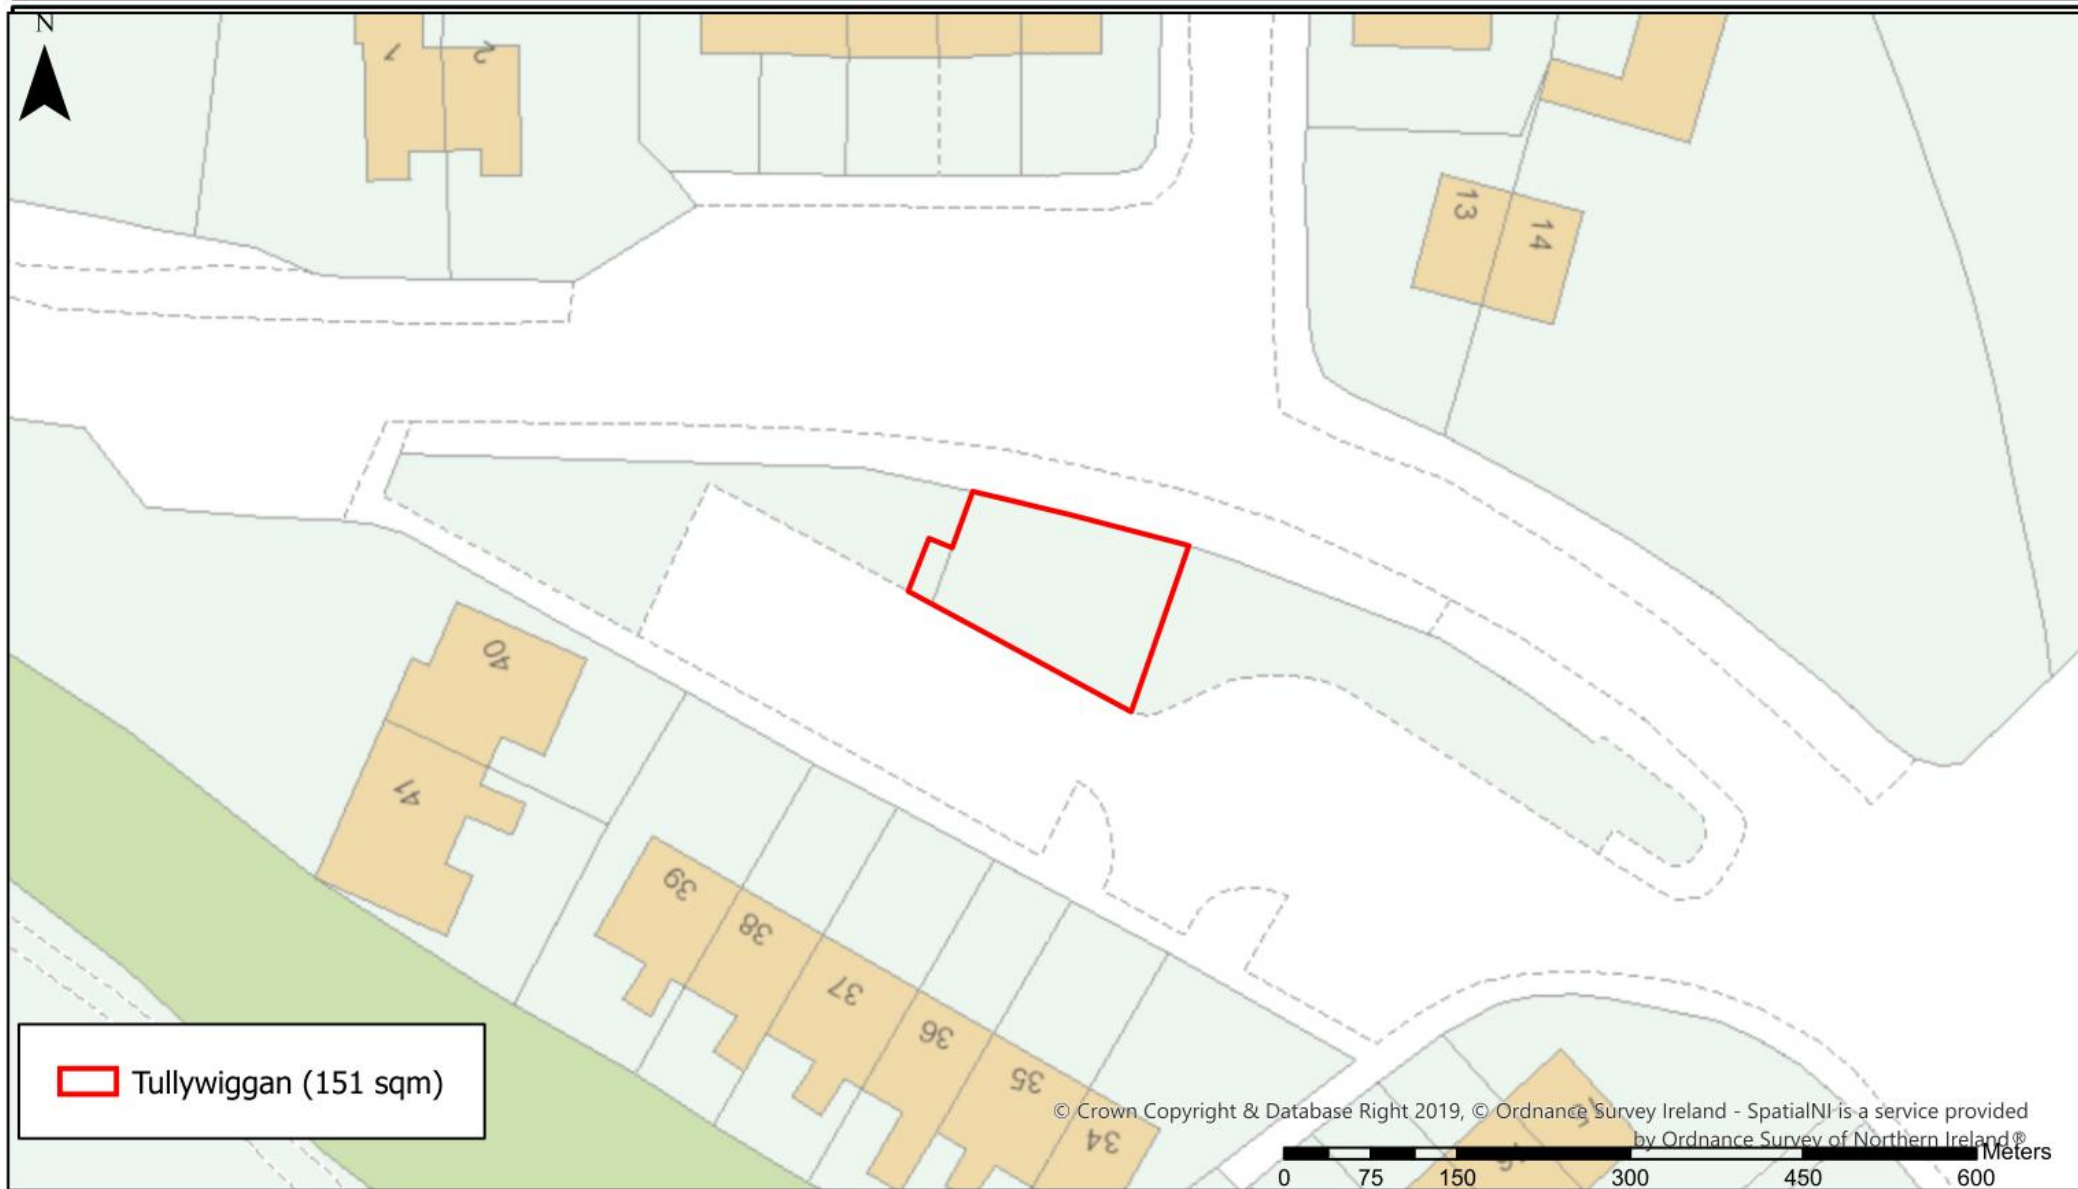 N
1
2
13
14
40
41
39
38
37
36
35
34
Tullywiggan (151 sqm)
© Crown Copyright & Database Right 2019, © Ordnance Survey Ireland - SpatialNI is a service provided
by Ordnance Survey of Northern Ireland®
Meters
0 75 150 300 450 600